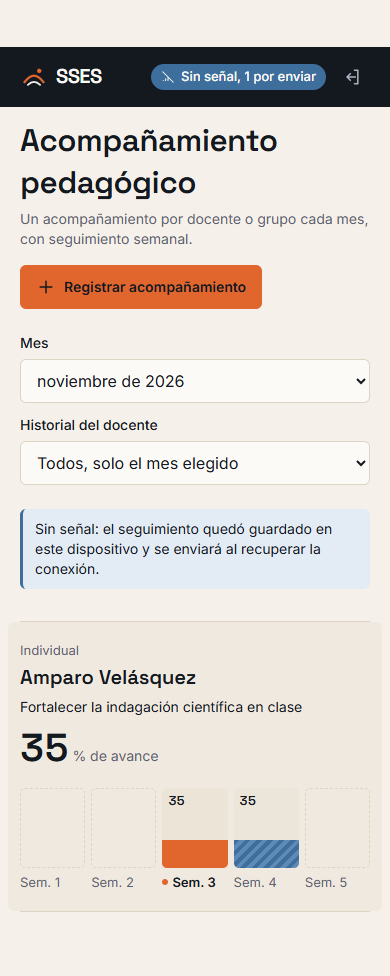 SSES
Sin señal, 1 por enviar
Acompañamiento
pedagógico
Un acompañamiento por docente o grupo cada mes,
con seguimiento semanal.
Registrar acompañamiento
Mes
noviembre de 2026
Historial del docente
Todos, solo el mes elegido
Sin señal: el seguimiento quedó guardado en
este dispositivo y se enviará al recuperar la
conexión.
Individual
Amparo Velásquez
Fortalecer la indagación científica en clase
35 % de avance
35 35
Sem. 1 Sem. 2 Sem. 3 Sem. 4 Sem. 5